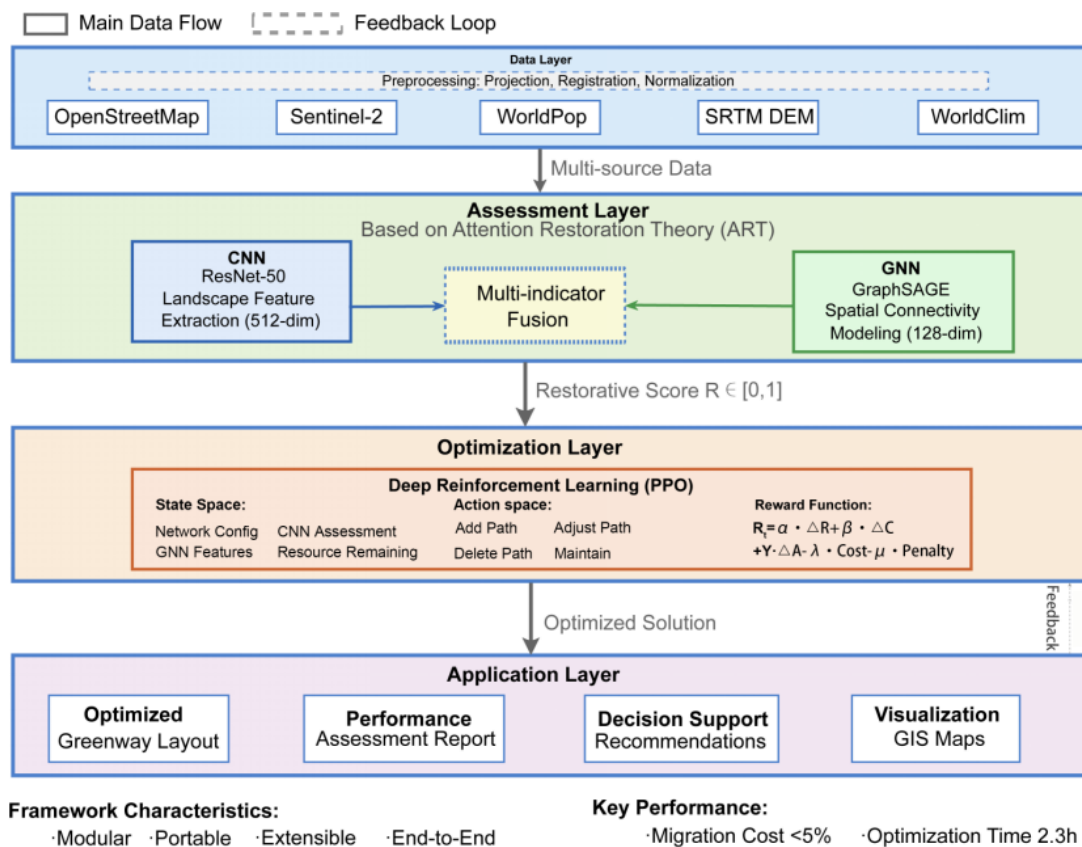 Main Data Flow
Feedback Loop
Data Layer
Preprocessing: Projection, Registration, Normalization
OpenStreetMap
Sentinel-2
WorldPop
SRTM DEM
WorldClim
Multi-source Data
Assessment Layer
Based on Attention Restoration Theory (ART)
CNN
ResNet-50
Landscape Feature
Extraction (512-dim)
Multi-indicator
Fusion
GNN
GraphSAGE
Spatial Connectivity
Modeling (128-dim)
Restorative Score R ∈ [0,1]
Optimization Layer
Deep Reinforcement Learning (PPO)
State Space:
Network Config
CNN Assessment
GNN Features
Resource Remaining
Action space:
Add Path
Adjust Path
Delete Path
Maintain
Reward Function:
Rₜ=α · △R+β · △C
+Y·△A-λ · Cost-μ · Penalty
Optimized Solution
Feedback
Application Layer
Optimized
Greenway Layout
Performance
Assessment Report
Decision Support
Recommendations
Visualization
GIS Maps
Framework Characteristics:
·Modular ·Portable ·Extensible ·End-to-End
Key Performance:
·Migration Cost <5% ·Optimization Time 2.3h